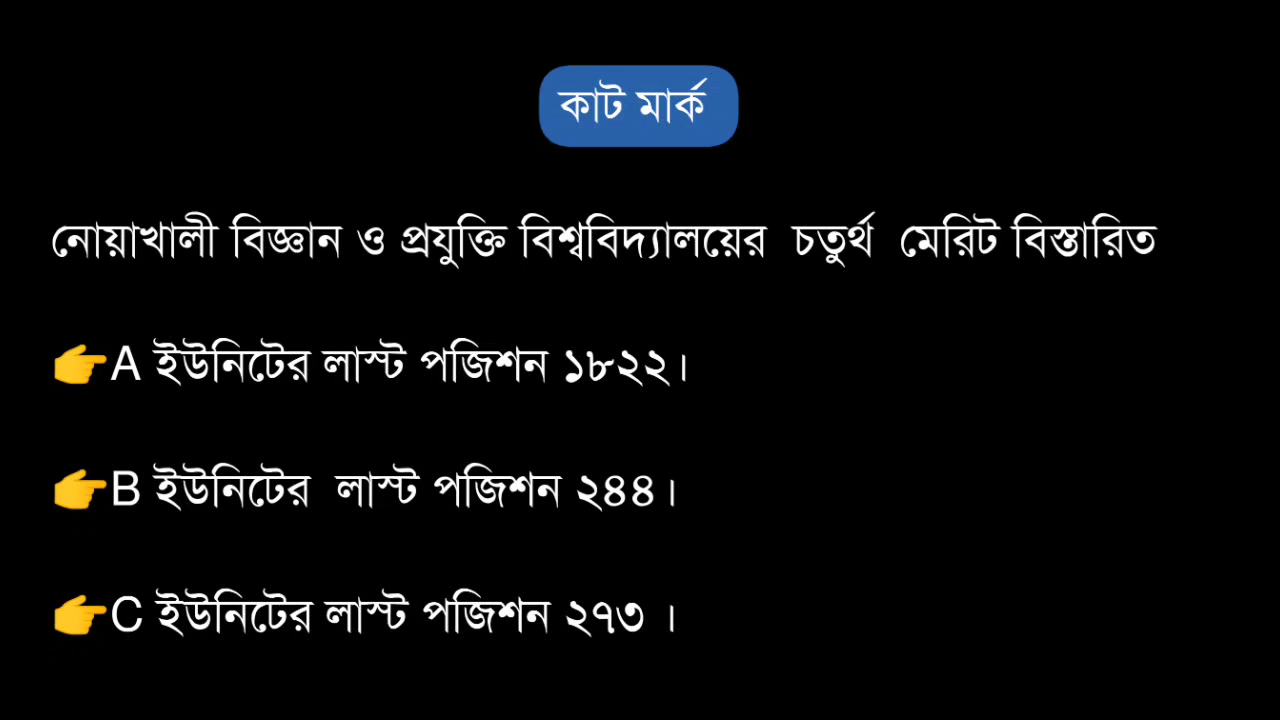 কাট মার্ক
নোয়াখালী বিজ্ঞান ও প্রযুক্তি বিশ্ববিদ্যালয়ের চতুর্থ মেরিট বিস্তারিত
👉A ইউনিটের লাস্ট পজিশন ১৮২২।
👉B ইউনিটের লাস্ট পজিশন ২৪৪।
👉C ইউনিটের লাস্ট পজিশন ২৭৩ ।